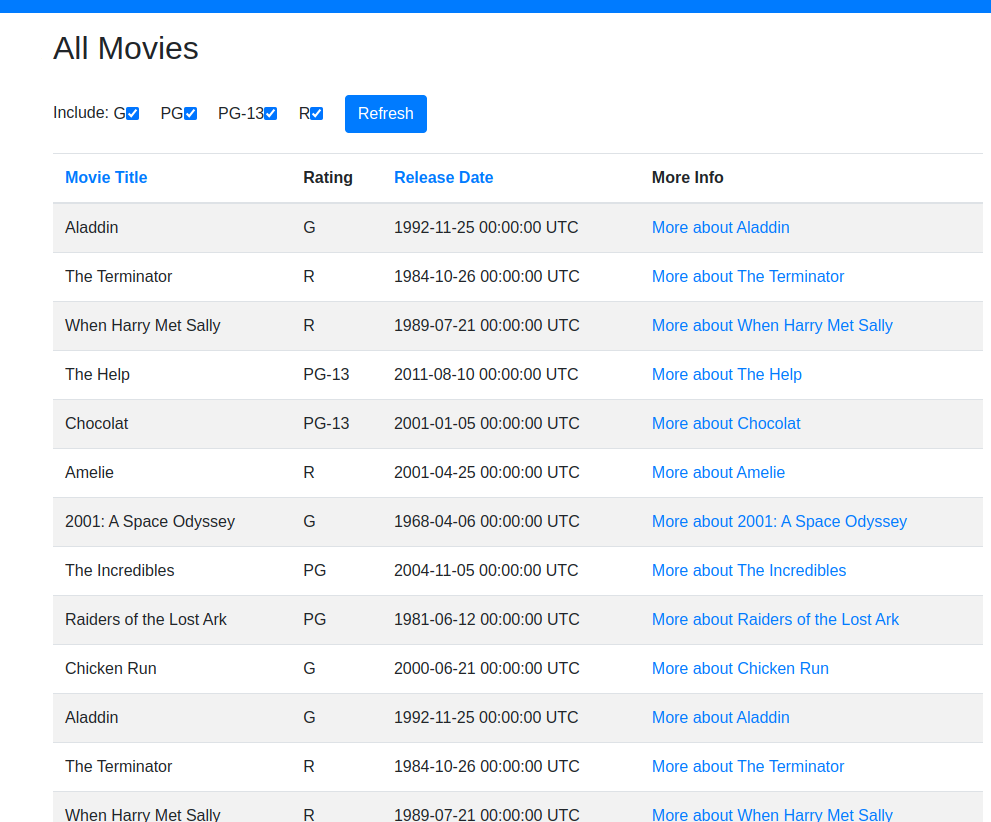 All Movies
Include: G PG PG-13 R Refresh
Movie Title Rating Release Date More Info
Aladdin G 1992-11-25 00:00:00 UTC More about Aladdin
The Terminator R 1984-10-26 00:00:00 UTC More about The Terminator
When Harry Met Sally R 1989-07-21 00:00:00 UTC More about When Harry Met Sally
The Help PG-13 2011-08-10 00:00:00 UTC More about The Help
Chocolat PG-13 2001-01-05 00:00:00 UTC More about Chocolat
Amelie R 2001-04-25 00:00:00 UTC More about Amelie
2001: A Space Odyssey G 1968-04-06 00:00:00 UTC More about 2001: A Space Odyssey
The Incredibles PG 2004-11-05 00:00:00 UTC More about The Incredibles
Raiders of the Lost Ark PG 1981-06-12 00:00:00 UTC More about Raiders of the Lost Ark
Chicken Run G 2000-06-21 00:00:00 UTC More about Chicken Run
Aladdin G 1992-11-25 00:00:00 UTC More about Aladdin
The Terminator R 1984-10-26 00:00:00 UTC More about The Terminator
When Harry Met Sally R 1989-07-21 00:00:00 UTC More about When Harry Met Sally